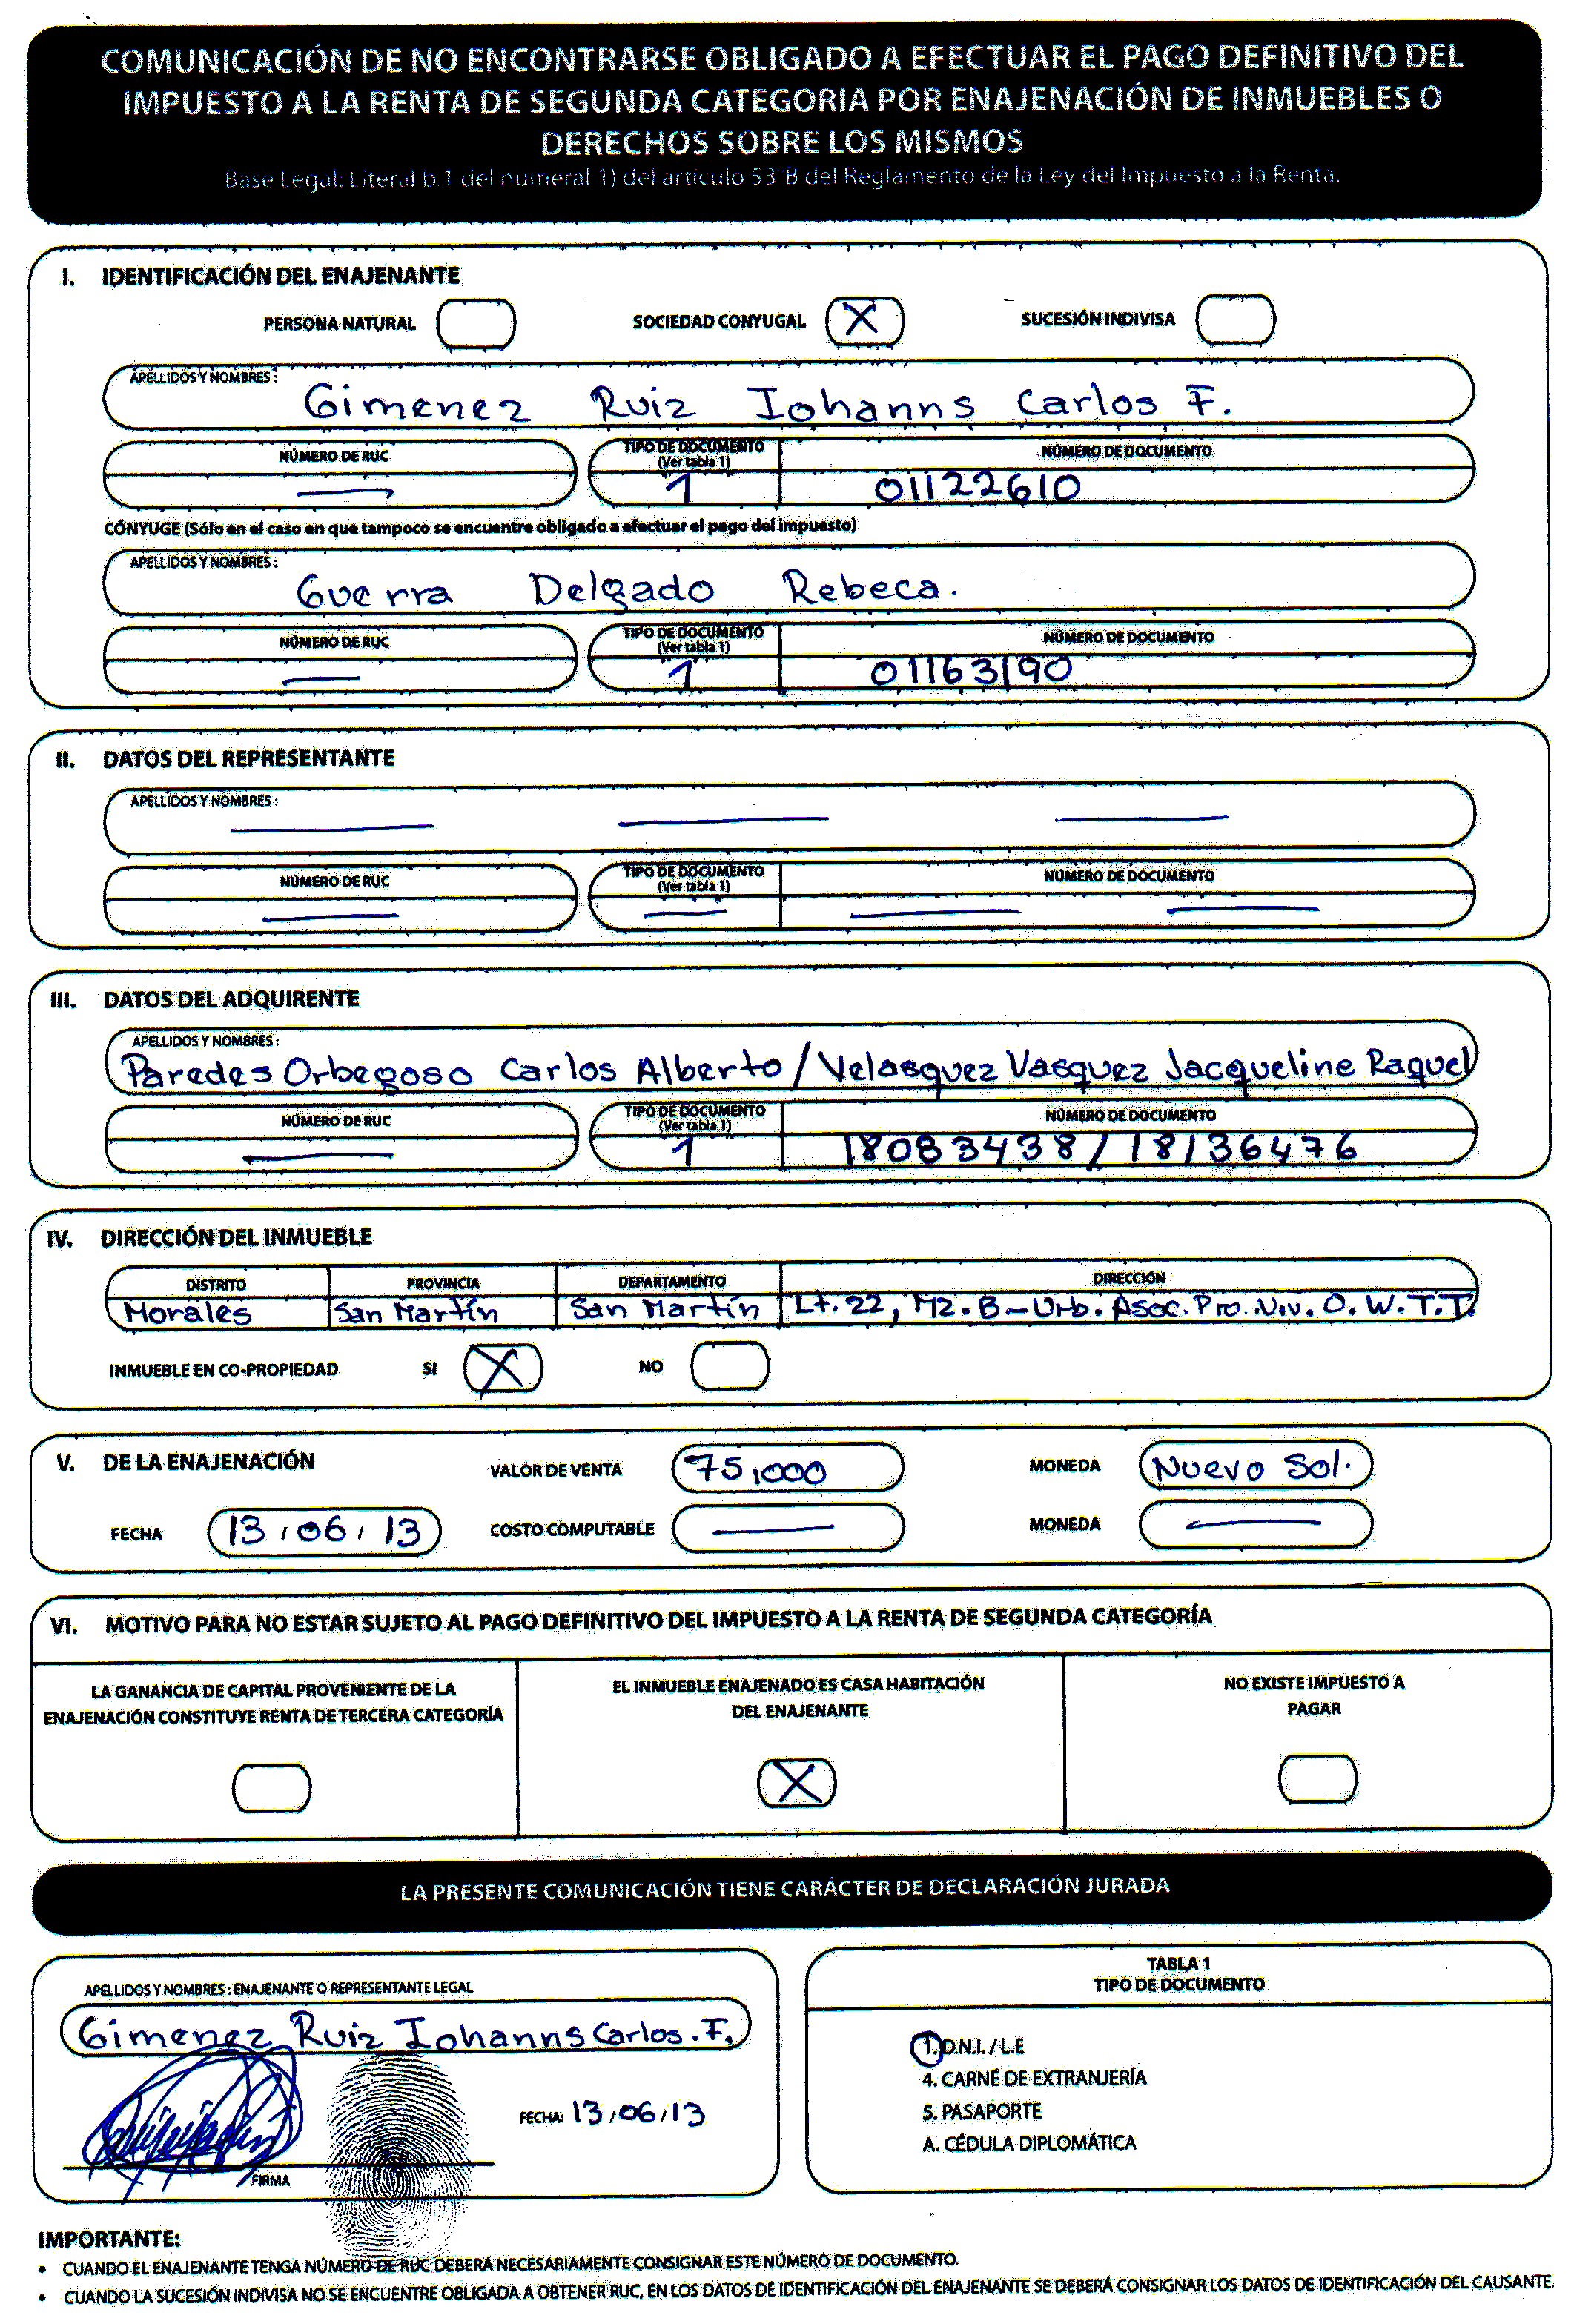 COMUNICACIÓN DE NO ENCONTRARSE OBLIGADO A EFECTUAR EL PAGO DEFINITIVO DEL
IMPUESTO A LA RENTA DE SEGUNDA CATEGORIA POR ENAJENACIÓN DE INMUEBLES O
DERECHOS SOBRE LOS MISMOS
Base Legal: Literal b.1 del numeral 1) del artículo 53°B del Reglamento de la Ley del Impuesto a la Renta.
I. IDENTIFICACIÓN DEL ENAJENANTE
PERSONA NATURAL SOCIEDAD CONYUGAL X SUCESIÓN INDIVISA
APELLIDOS Y NOMBRES :
Gimenez Ruiz Iohanns Carlos F.
NÚMERO DE RUC TIPO DE DOCUMENTO (Ver tabla 1) NÚMERO DE DOCUMENTO
— 1 01122610
CÓNYUGE (Sólo en el caso en que tampoco se encuentre obligado a efectuar el pago del impuesto)
APELLIDOS Y NOMBRES :
Guerra Delgado Rebeca.
NÚMERO DE RUC TIPO DE DOCUMENTO (Ver tabla 1) NÚMERO DE DOCUMENTO
— 1 01163190
II. DATOS DEL REPRESENTANTE
APELLIDOS Y NOMBRES :
— — —
NÚMERO DE RUC TIPO DE DOCUMENTO (Ver tabla 1) NÚMERO DE DOCUMENTO
— — — —
III. DATOS DEL ADQUIRENTE
APELLIDOS Y NOMBRES :
Paredes Orbegoso Carlos Alberto / Velasquez Vasquez Jacqueline Raquel
NÚMERO DE RUC TIPO DE DOCUMENTO (Ver tabla 1) NÚMERO DE DOCUMENTO
— 1 18083438 / 18136476
IV. DIRECCIÓN DEL INMUEBLE
DISTRITO PROVINCIA DEPARTAMENTO DIRECCIÓN
Morales San Martín San Martín Lt. 22, Mz. B - Urb. Asoc. Pro. Viv. O. W. T. T.
INMUEBLE EN CO-PROPIEDAD SI X NO
V. DE LA ENAJENACIÓN VALOR DE VENTA 75,000 MONEDA Nuevo Sol.
FECHA 13/06/13 COSTO COMPUTABLE — MONEDA —
VI. MOTIVO PARA NO ESTAR SUJETO AL PAGO DEFINITIVO DEL IMPUESTO A LA RENTA DE SEGUNDA CATEGORÍA
LA GANANCIA DE CAPITAL PROVENIENTE DE LA
ENAJENACIÓN CONSTITUYE RENTA DE TERCERA CATEGORÍA
EL INMUEBLE ENAJENADO ES CASA HABITACIÓN
DEL ENAJENANTE
X
NO EXISTE IMPUESTO A
PAGAR
LA PRESENTE COMUNICACIÓN TIENE CARÁCTER DE DECLARACIÓN JURADA
APELLIDOS Y NOMBRES : ENAJENANTE O REPRESENTANTE LEGAL
Gimenez Ruiz Iohanns Carlos. F.
FECHA: 13/06/13
FIRMA
TABLA 1
TIPO DE DOCUMENTO
1. D.N.I. / L.E
4. CARNÉ DE EXTRANJERÍA
5. PASAPORTE
A. CÉDULA DIPLOMÁTICA
IMPORTANTE:
• CUANDO EL ENAJENANTE TENGA NÚMERO DE RUC DEBERÁ NECESARIAMENTE CONSIGNAR ESTE NÚMERO DE DOCUMENTO.
• CUANDO LA SUCESIÓN INDIVISA NO SE ENCUENTRE OBLIGADA A OBTENER RUC, EN LOS DATOS DE IDENTIFICACIÓN DEL ENAJENANTE SE DEBERÁ CONSIGNAR LOS DATOS DE IDENTIFICACIÓN DEL CAUSANTE.